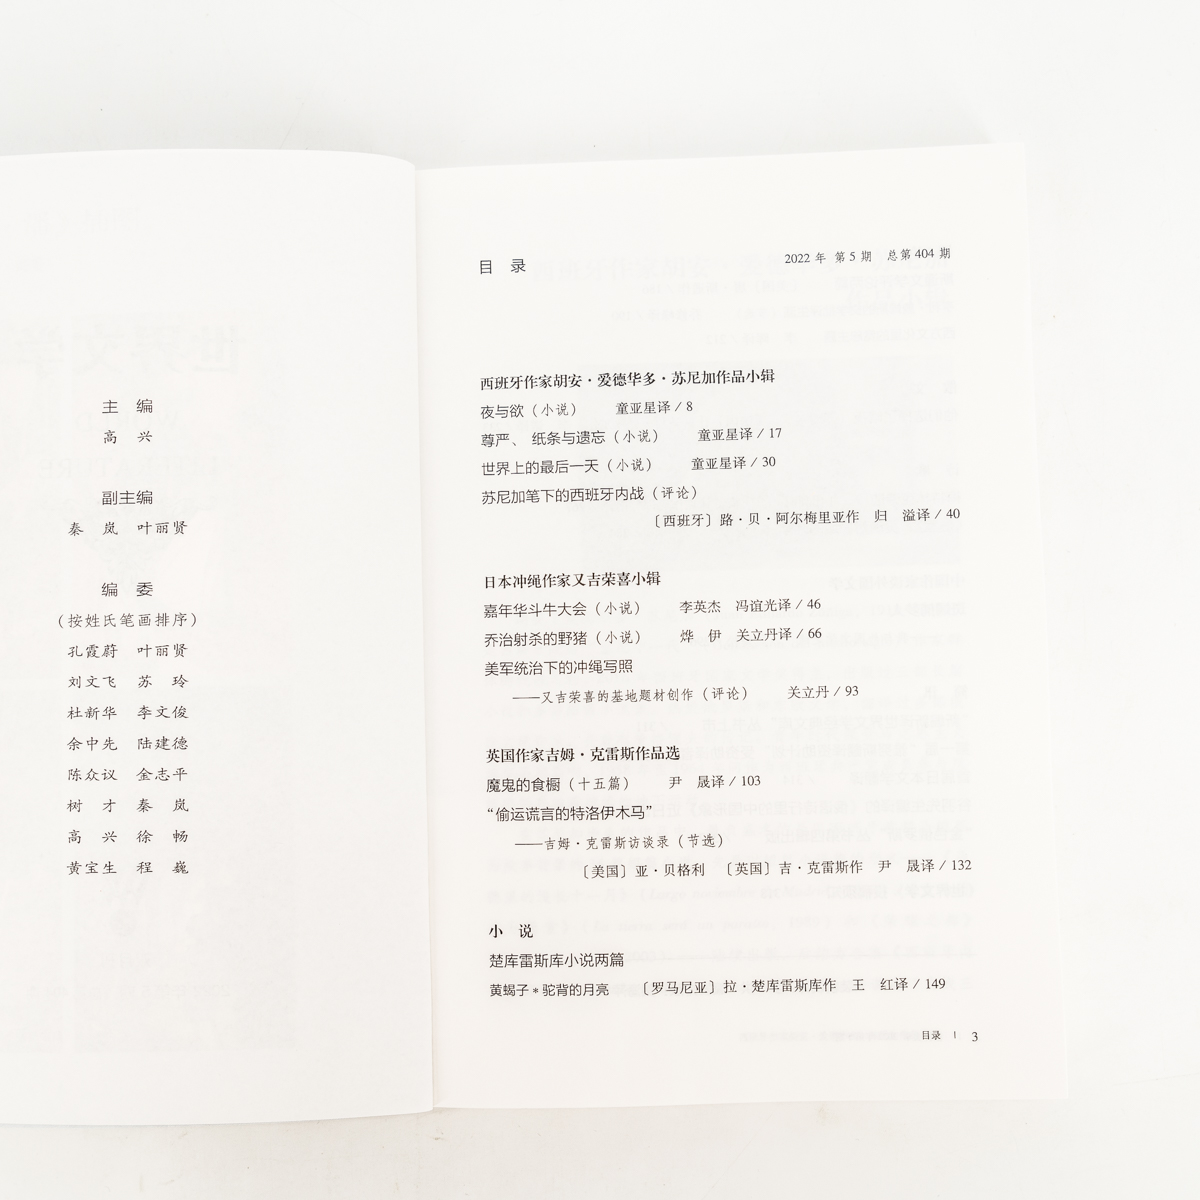 主 编
高 兴
副主编
秦 岚 叶丽贤
编 委
(按姓氏笔画排序)
孔霞蔚 叶丽贤
刘文飞 苏 玲
杜新华 李文俊
余中先 陆建德
陈众议 金志平
树 才 秦 岚
高 兴 徐 畅
黄宝生 程 巍
目 录 2022 年 第 5 期 总第 404 期
西班牙作家胡安·爱德华多·苏尼加作品小辑
夜与欲(小说) 童亚星译 / 8
尊严、纸条与遗忘(小说) 童亚星译 / 17
世界上的最后一天(小说) 童亚星译 / 30
苏尼加笔下的西班牙内战(评论)
〔西班牙〕路·贝·阿尔梅里亚作 归 溢译 / 40
日本冲绳作家又吉荣喜小辑
嘉年华斗牛大会(小说) 李英杰 冯谊光译 / 46
乔治射杀的野猪(小说) 烨 伊 关立丹译 / 66
美军统治下的冲绳写照
——又吉荣喜的基地题材创作(评论) 关立丹 / 93
英国作家吉姆·克雷斯作品选
魔鬼的食橱(十五篇) 尹 晟译 / 103
“偷运谎言的特洛伊木马”
——吉姆·克雷斯访谈录(节选)
〔美国〕亚·贝格利 〔英国〕吉·克雷斯作 尹 晟译 / 132
小 说
楚库雷斯库小说两篇
黄蝎子 * 驼背的月亮 〔罗马尼亚〕拉·楚库雷斯库作 王 红译 / 149
目录 | 3